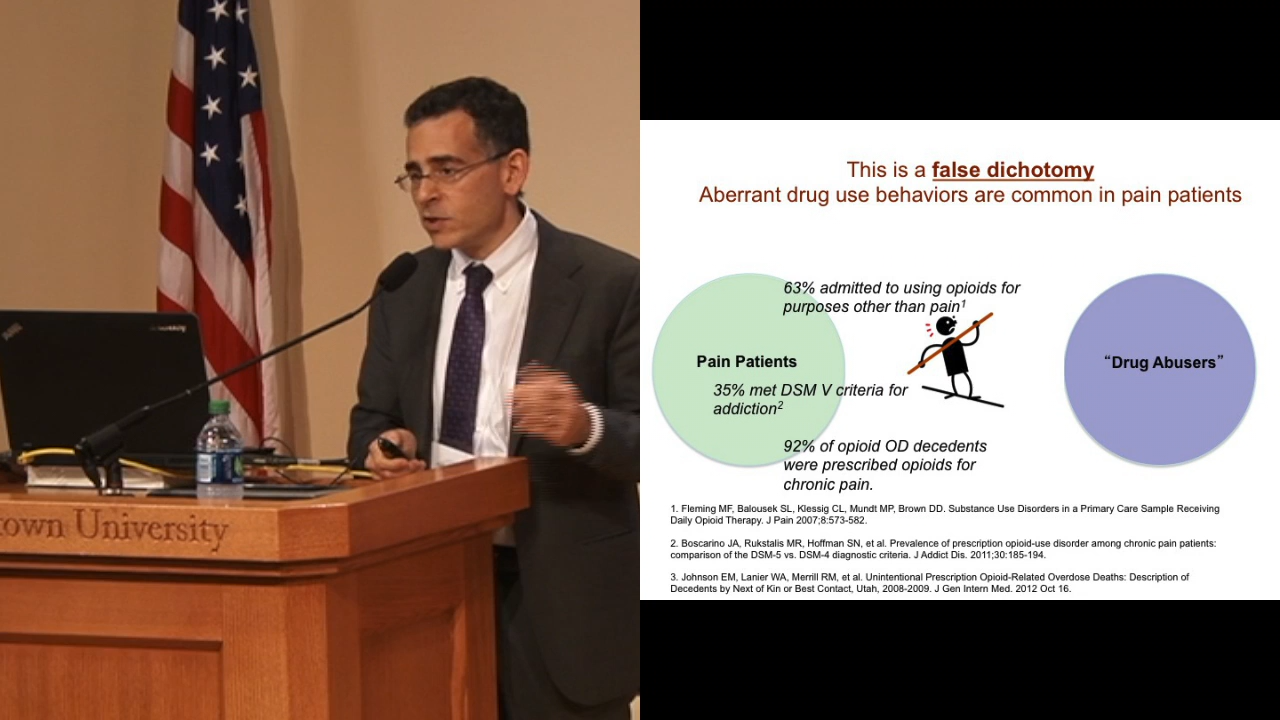 town University
This is a false dichotomy
Aberrant drug use behaviors are common in pain patients
63% admitted to using opioids for
purposes other than pain1
Pain Patients
“Drug Abusers”
35% met DSM V criteria for
addiction2
92% of opioid OD decedents
were prescribed opioids for
chronic pain.
1. Fleming MF, Balousek SL, Klessig CL, Mundt MP, Brown DD. Substance Use Disorders in a Primary Care Sample Receiving
Daily Opioid Therapy. J Pain 2007;8:573-582.
2. Boscarino JA, Rukstalis MR, Hoffman SN, et al. Prevalence of prescription opioid-use disorder among chronic pain patients:
comparison of the DSM-5 vs. DSM-4 diagnostic criteria. J Addict Dis. 2011;30:185-194.
3. Johnson EM, Lanier WA, Merrill RM, et al. Unintentional Prescription Opioid-Related Overdose Deaths: Description of
Decedents by Next of Kin or Best Contact, Utah, 2008-2009. J Gen Intern Med. 2012 Oct 16.